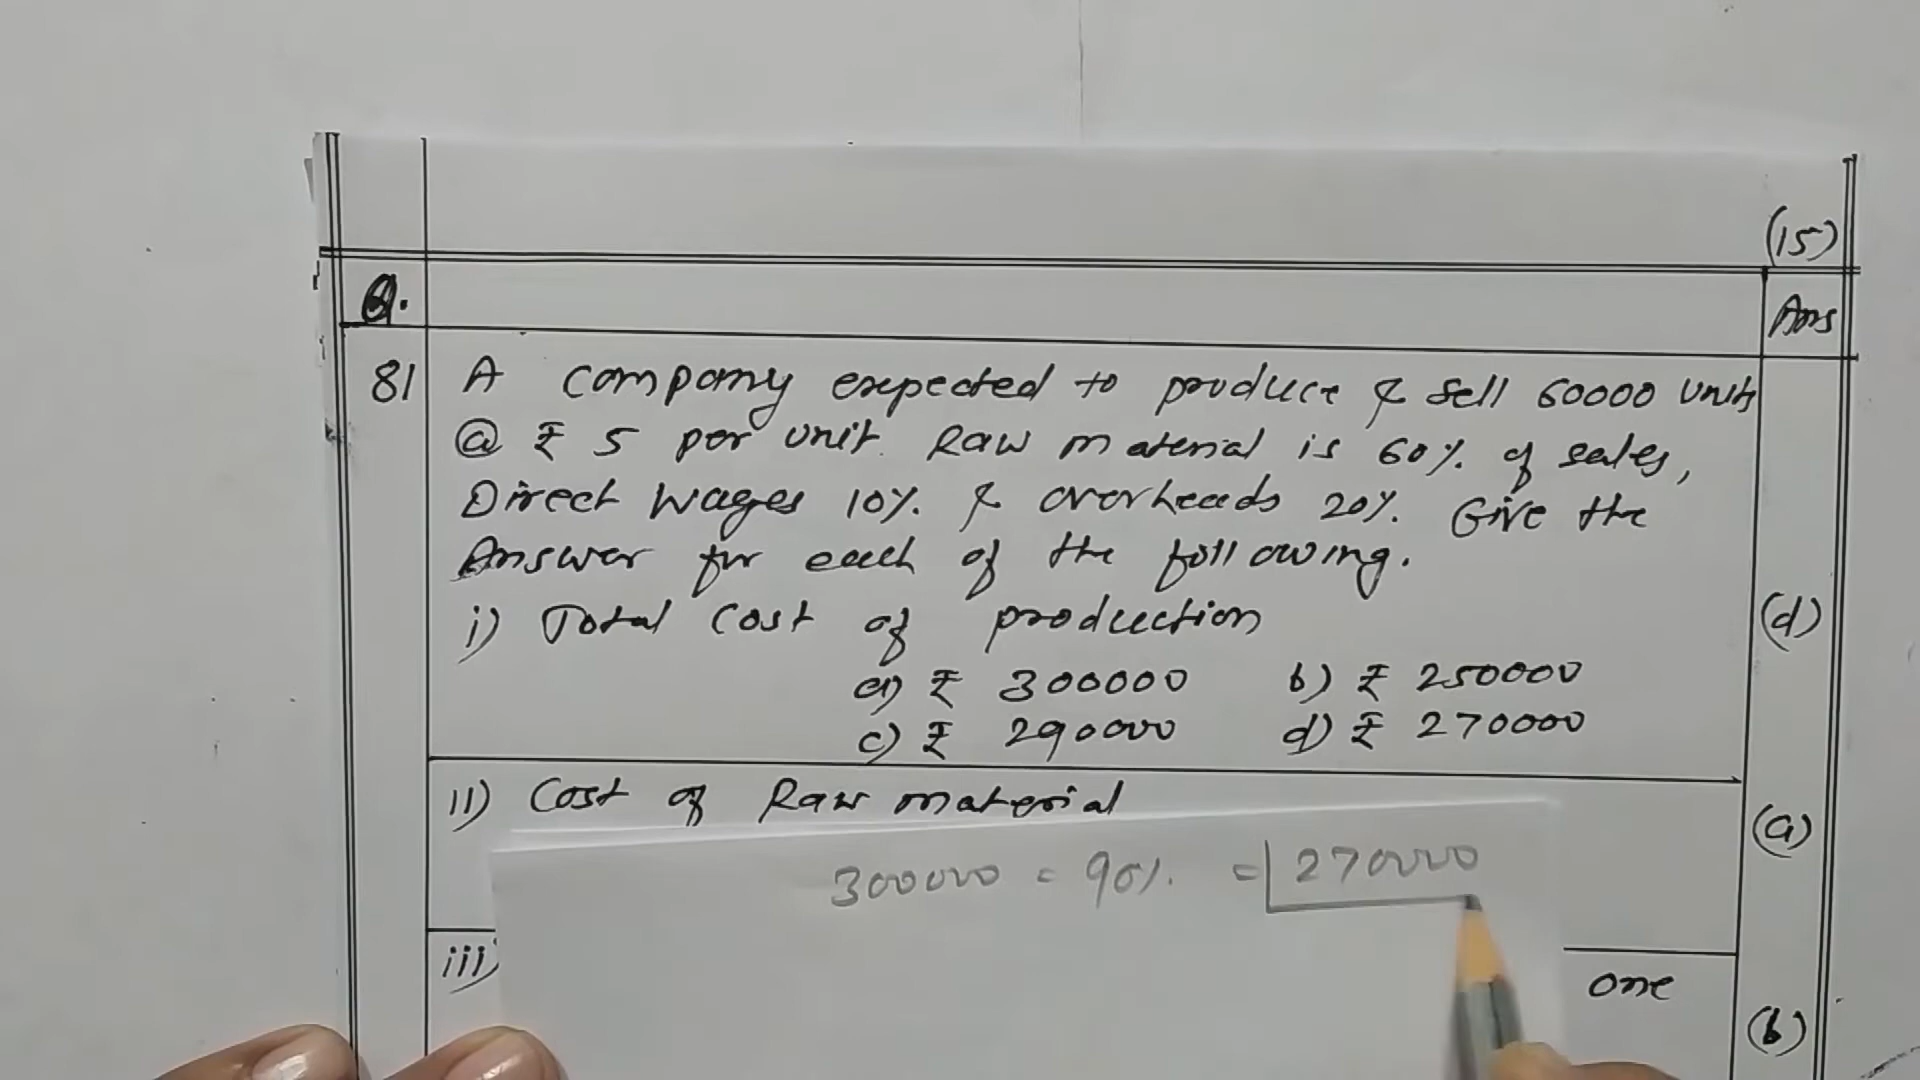 (15)
Q.
Ans
81 A company expected to produce & sell 60000 units
@ ₹ 5 per unit. Raw material is 60% of sales,
Direct wages 10% & overheads 20%. Give the
Answer for each of the following.
i) Total cost of production (d)
a) ₹ 300000 b) ₹ 250000
c) ₹ 290000 d) ₹ 270000
ii) Cost of Raw material (a)
300000 = 90% = 270000
iii) one
(b)